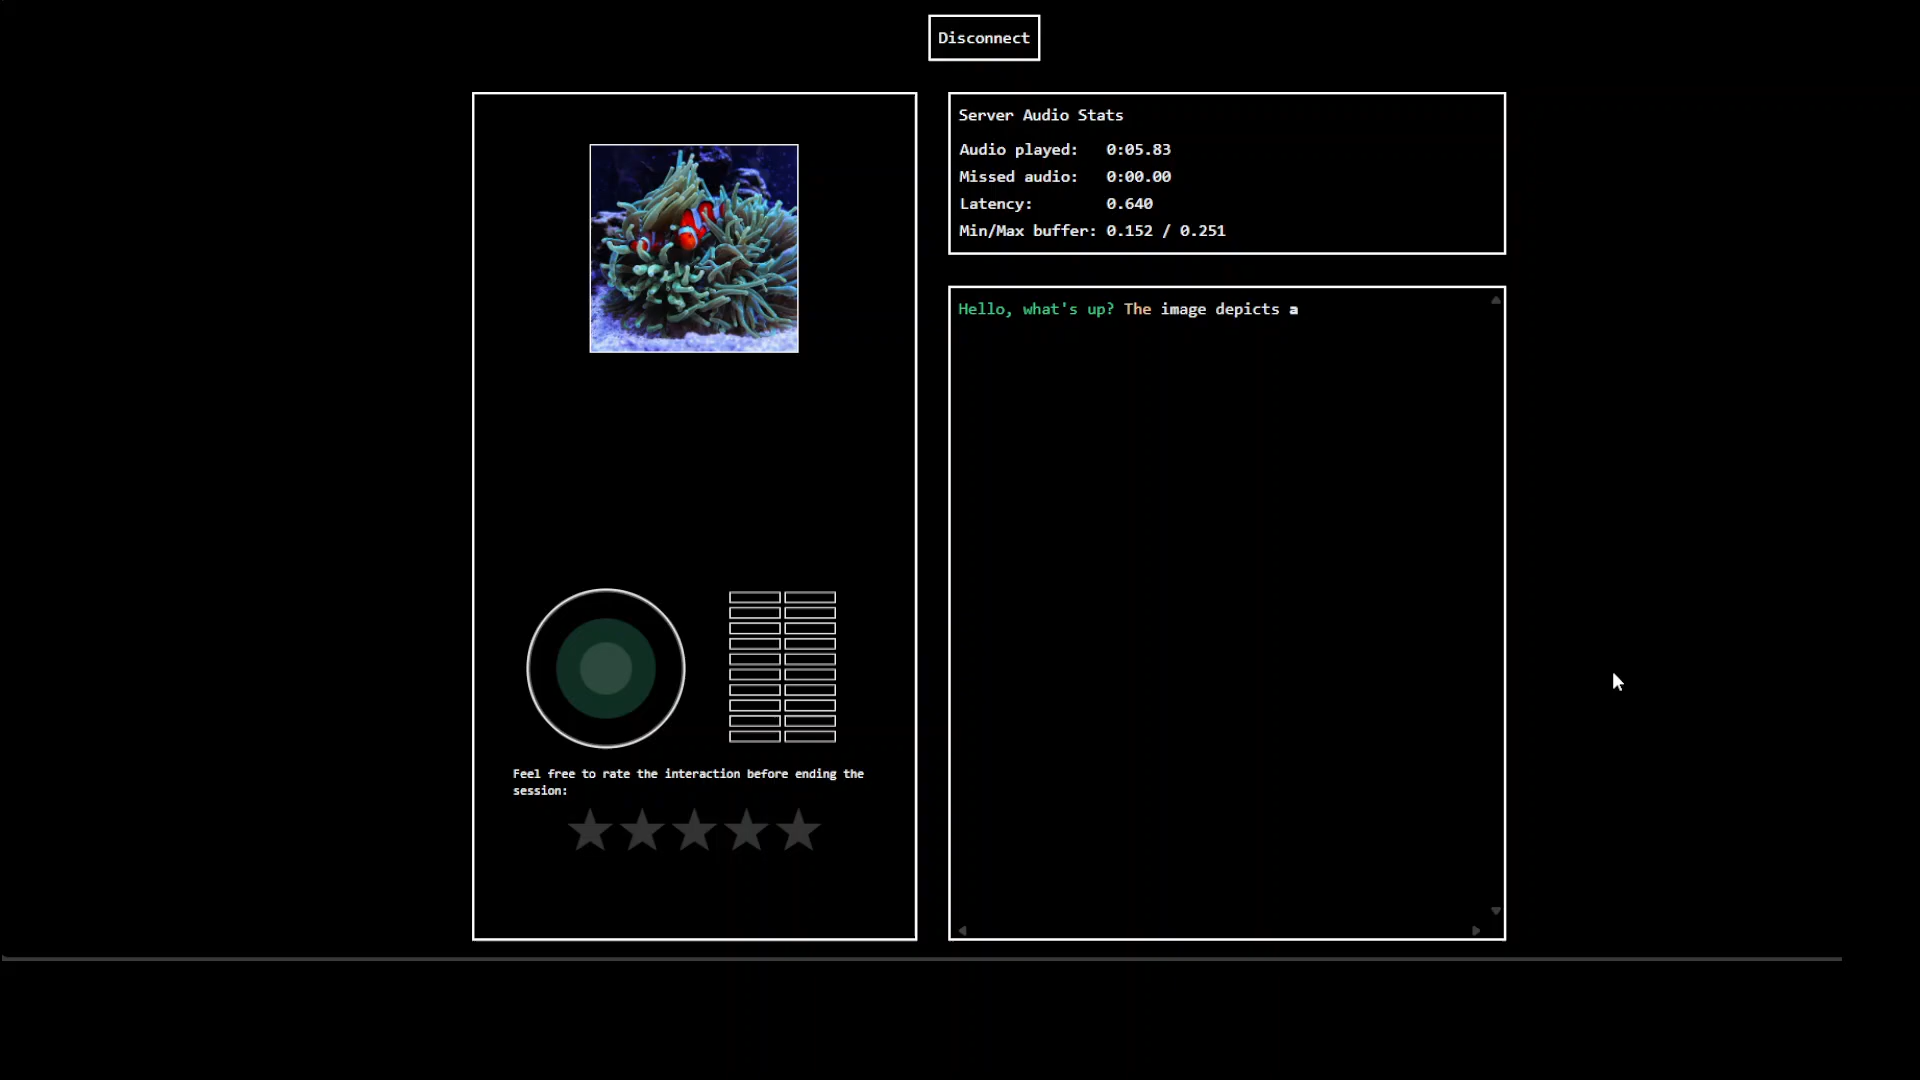 Disconnect
Server Audio Stats
Audio played: 0:05.83
Missed audio: 0:00.00
Latency: 0.640
Min/Max buffer: 0.152 / 0.251
Hello, what's up? The image depicts a
Feel free to rate the interaction before ending the
session: